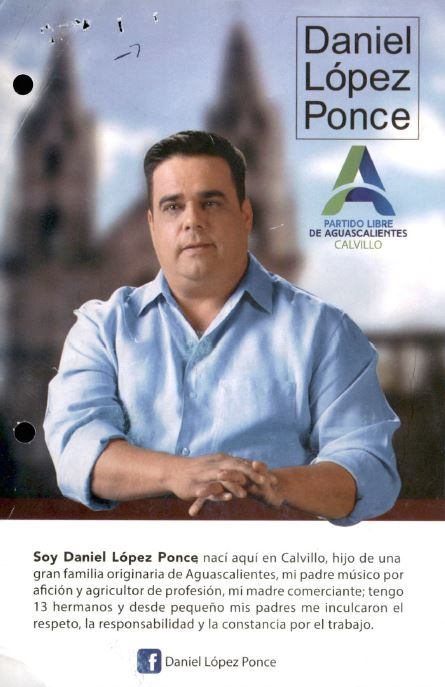 Daniel
López
Ponce
PARTIDO LIBRE
DE AGUASCALIENTES
CALVILLO
Soy Daniel López Ponce, nací aquí en Calvillo, hijo de una
gran familia originaria de Aguascalientes, mi padre músico por
afición y agricultor de profesión, mi madre comerciante; tengo
13 hermanos y desde pequeño mis padres me inculcaron el
respeto, la responsabilidad y la constancia por el trabajo.
f Daniel López Ponce